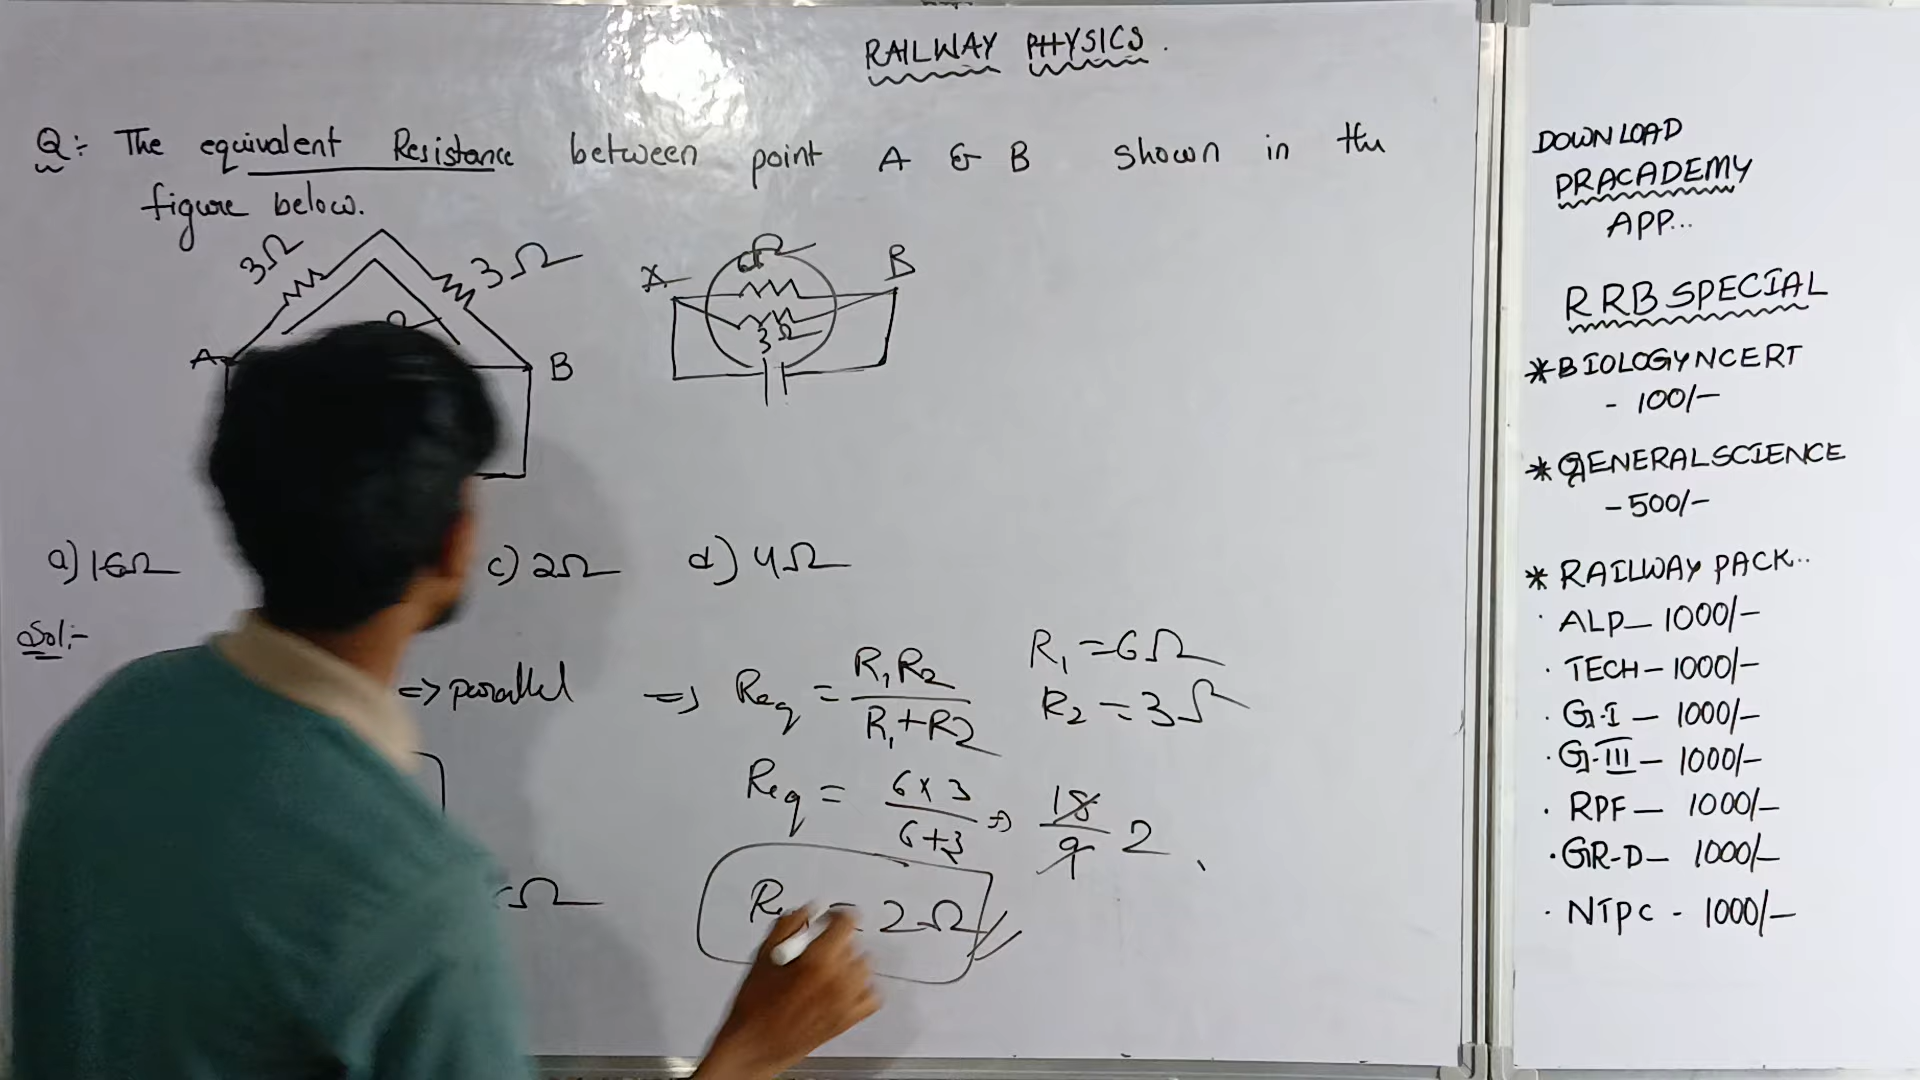 RAILWAY PHYSICS.
Q:- The equivalent Resistance between point A & B shown in the
figure below.
3Ω 3Ω
A B
6Ω
A B
3Ω
a) 16Ω c) 2Ω d) 4Ω
Sol:-
=> parallel => Req = R1R2 / R1+R2
R1 = 6Ω
R2 = 3Ω
Req = 6x3 / 6+3 => 18 / 9 2
Ω
= 2Ω
DOWNLOAD
PRACADEMY
APP...
RRB SPECIAL
* BIOLOGY NCERT
- 100/-
* GENERAL SCIENCE
- 500/-
* RAILWAY PACK..
· ALP - 1000/-
· TECH - 1000/-
· G-I - 1000/-
· G-III - 1000/-
· RPF - 1000/-
· GR-D - 1000/-
· NTPC - 1000/-